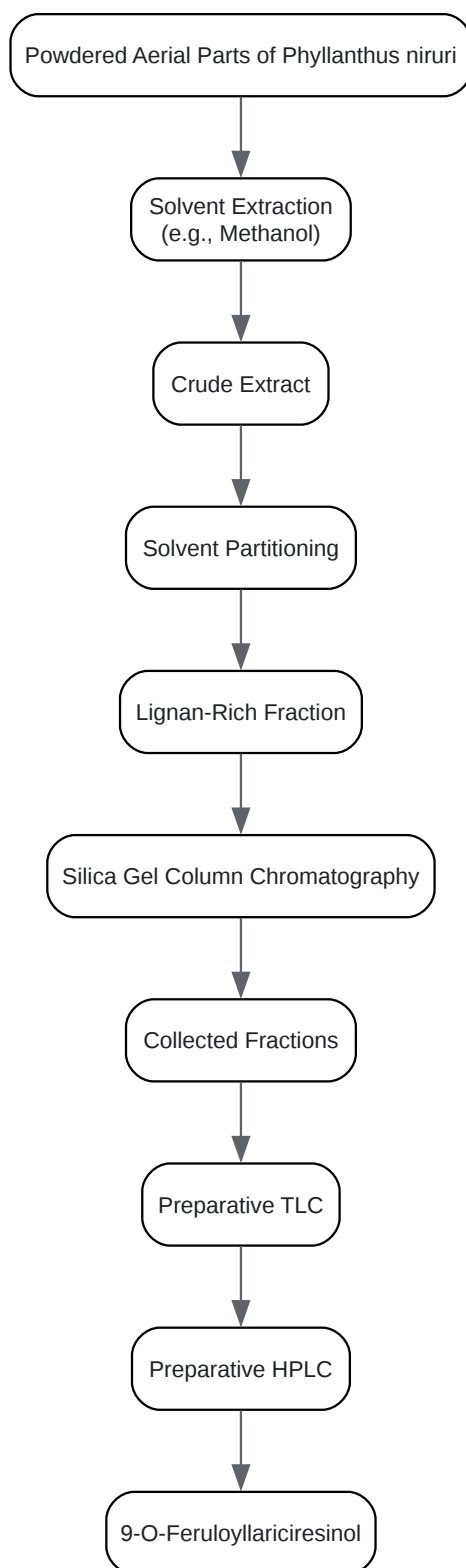 Powdered Aerial Parts of Phyllanthus niruri
Solvent Extraction
(e.g., Methanol)
Crude Extract
Solvent Partitioning
Lignan-Rich Fraction
Silica Gel Column Chromatography
Collected Fractions
Preparative TLC
Preparative HPLC
9-O-Feruloyllariciresinol